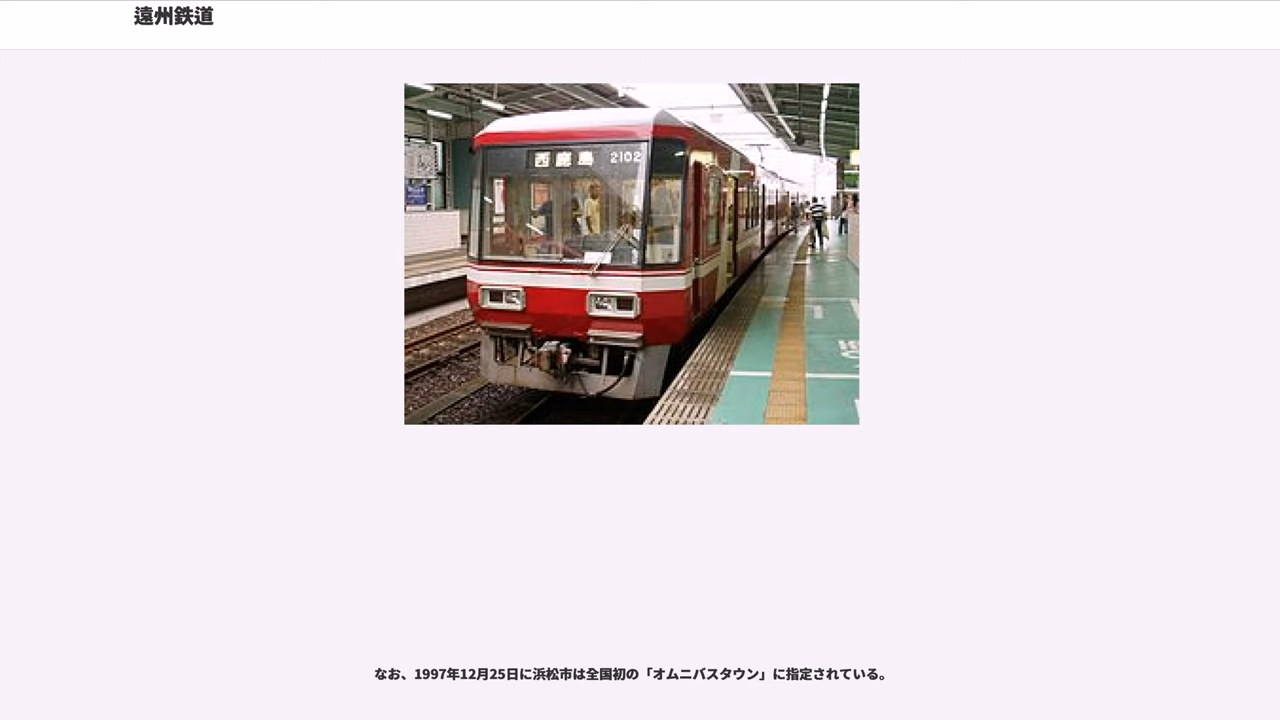 遠州鉄道
西鹿島 2102
なお、1997年12月25日に浜松市は全国初の「オムニバスタウン」に指定されている。